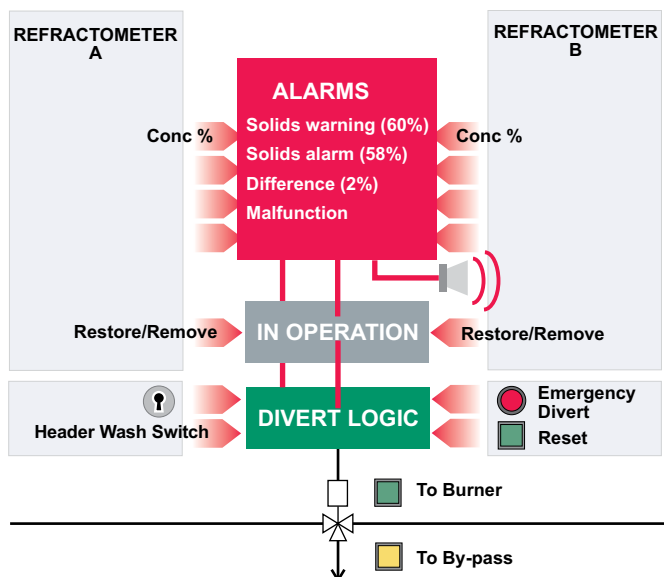 REFRACTOMETER
A
REFRACTOMETER
B
ALARMS
Solids warning (60%)
Solids alarm (58%)
Difference (2%)
Malfunction
Conc %
Conc %
Restore/Remove
IN OPERATION
Restore/Remove
Header Wash Switch
DIVERT LOGIC
Emergency
Divert
Reset
To Burner
To By-pass